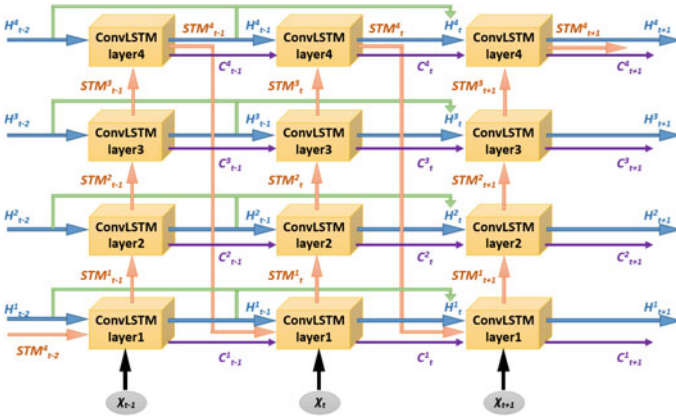 H⁴t-2 ConvLSTM layer4 STM⁴t-1 H⁴t-1 ConvLSTM layer4 STM⁴t H⁴t ConvLSTM layer4 STM⁴t+1 H⁴t+1
C⁴t-1 C⁴t C⁴t+1
STM³t-1 STM³t STM³t+1
H³t-2 ConvLSTM layer3 H³t-1 ConvLSTM layer3 H³t ConvLSTM layer3 H³t+1
C³t-1 C³t C³t+1
STM²t-1 STM²t STM²t+1
H²t-2 ConvLSTM layer2 H²t-1 ConvLSTM layer2 H²t ConvLSTM layer2 H²t+1
C²t-1 C²t C²t+1
STM¹t-1 STM¹t STM¹t+1
H¹t-2 ConvLSTM layer1 H¹t-1 ConvLSTM layer1 H¹t ConvLSTM layer1 H¹t+1
STM⁴t-2 C¹t-1 C¹t C¹t+1
Xt-1 Xt Xt+1